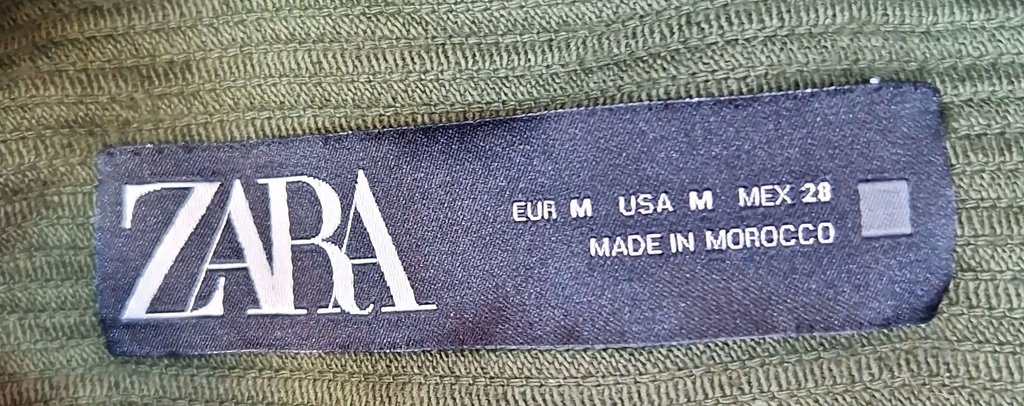 ZARA
EUR M USA M MEX 28
MADE IN MOROCCO